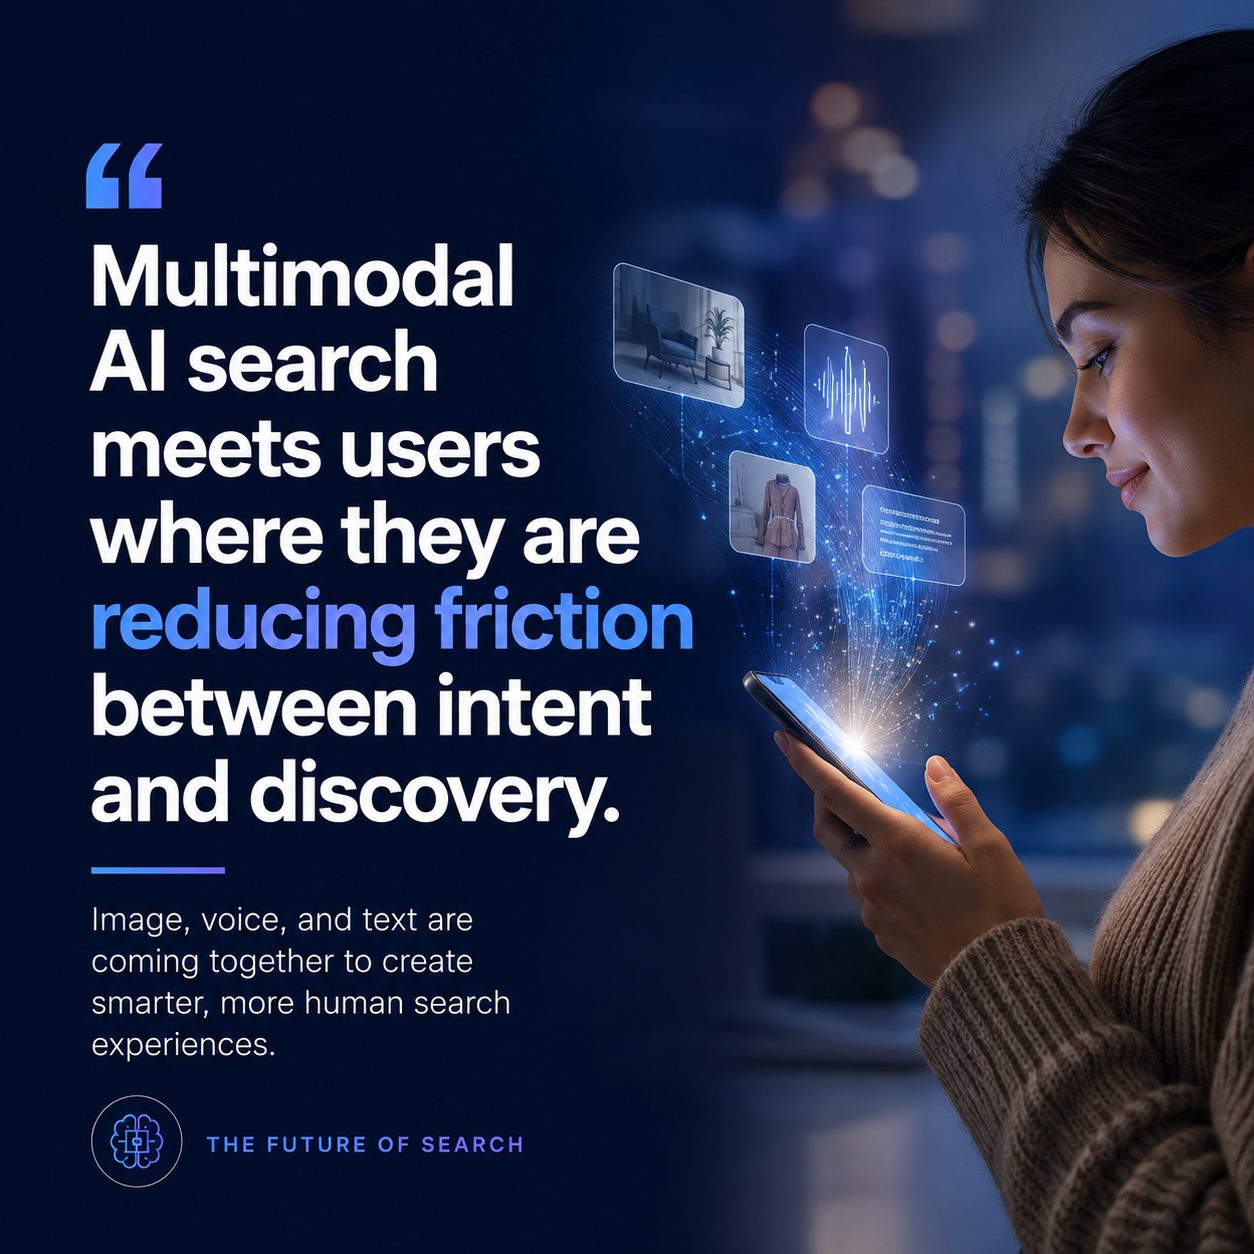 “
Multimodal
AI search
meets users
where they are
reducing friction
between intent
and discovery.
Image, voice, and text are
coming together to create
smarter, more human search
experiences.
THE FUTURE OF SEARCH